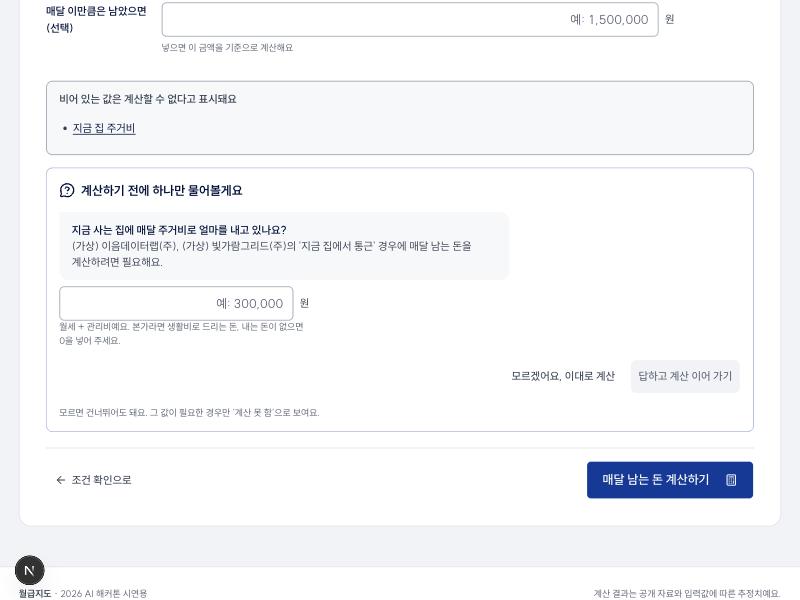 매달 이만큼은 남았으면
(선택)
예: 1,500,000 원
넣으면 이 금액을 기준으로 계산해요
비어 있는 값은 계산할 수 없다고 표시돼요
• 지금 집 주거비
계산하기 전에 하나만 물어볼게요
지금 사는 집에 매달 주거비로 얼마를 내고 있나요?
(가상) 이음데이터랩(주), (가상) 빛가람그리드(주)의 '지금 집에서 통근' 경우에 매달 남는 돈을
계산하려면 필요해요.
예: 300,000 원
월세 + 관리비예요. 본가라면 생활비로 드리는 돈, 내는 돈이 없으면
0을 넣어 주세요.
모르겠어요, 이대로 계산 답하고 계산 이어 가기
모르면 건너뛰어도 돼요. 그 값이 필요한 경우만 '계산 못 함'으로 보여요.
← 조건 확인으로 매달 남는 돈 계산하기
N
월급지도 · 2026 AI 해커톤 시연용 계산 결과는 공개 자료와 입력값에 따른 추정치예요.